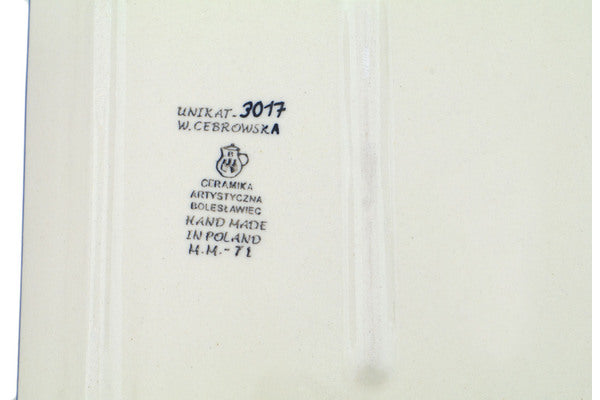 UNIKAT-3017
W.CEBROWSKA
B
CERAMIKA
ARTYSTYCZNA
BOLESŁAWIEC
HAND MADE
IN POLAND
M.M.-71